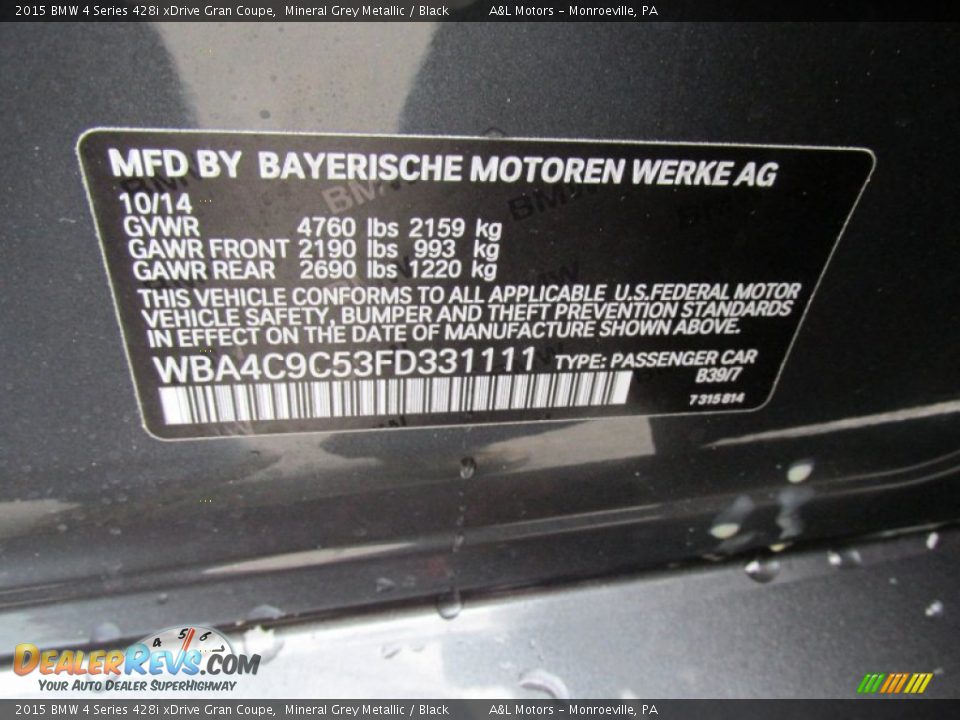 2015 BMW 4 Series 428i xDrive Gran Coupe, Mineral Grey Metallic / Black A&L Motors - Monroeville, PA
MFD BY BAYERISCHE MOTOREN WERKE AG
10/14
GVWR 4760 lbs 2159 kg
GAWR FRONT 2190 lbs 993 kg
GAWR REAR 2690 lbs 1220 kg
THIS VEHICLE CONFORMS TO ALL APPLICABLE U.S.FEDERAL MOTOR
VEHICLE SAFETY, BUMPER AND THEFT PREVENTION STANDARDS
IN EFFECT ON THE DATE OF MANUFACTURE SHOWN ABOVE.
WBA4C9C53FD331111 TYPE: PASSENGER CAR
B39/7
7315814
4 5 6
DEALERREVS.COM
YOUR AUTO DEALER SUPERHIGHWAY
2015 BMW 4 Series 428i xDrive Gran Coupe, Mineral Grey Metallic / Black A&L Motors - Monroeville, PA